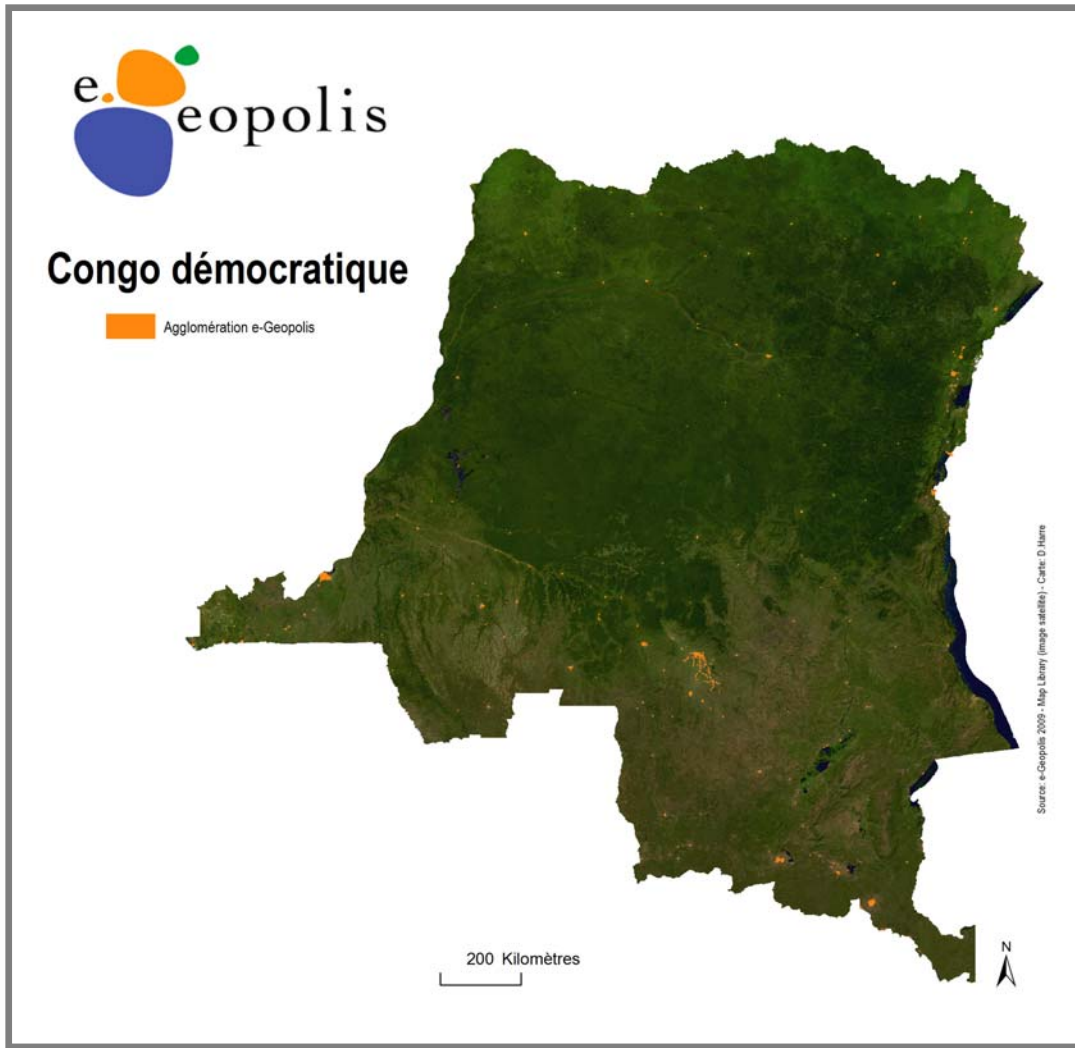 e.
eopolis
Congo démocratique
Agglomération e-Geopolis
Source: e-Geopolis 2009 - Map Library (image satellite) - Carte: D.Harre
200 Kilomètres
N